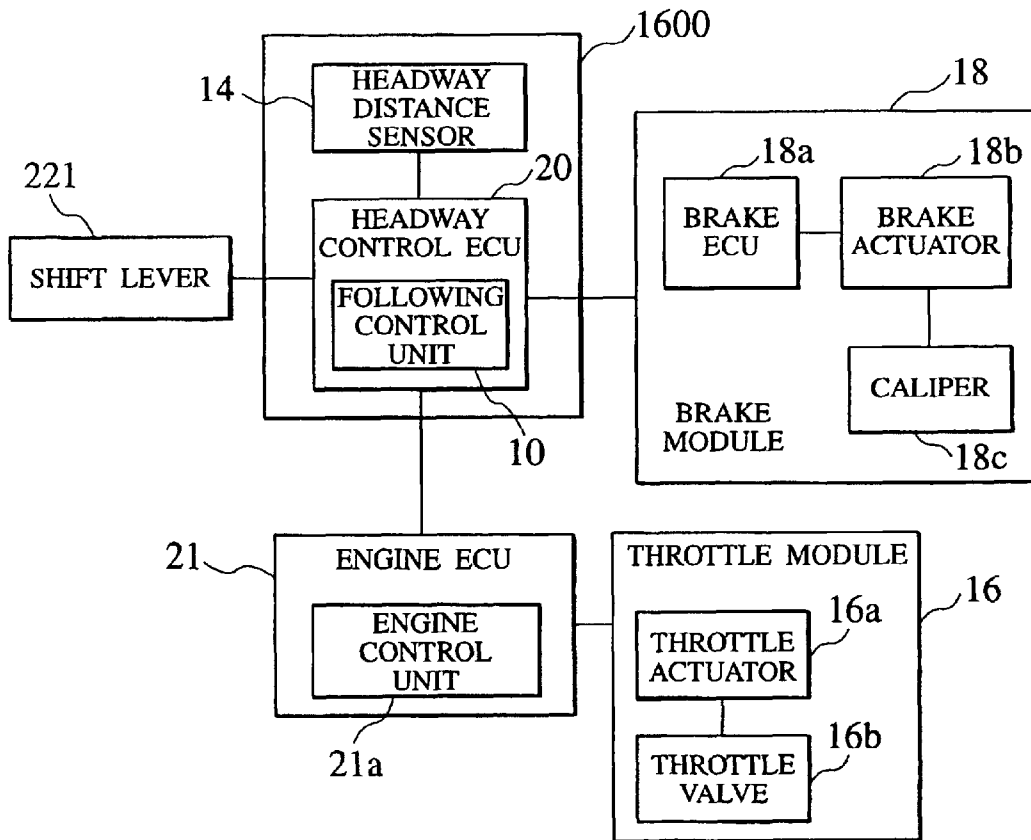 1600
14
HEADWAY
DISTANCE
SENSOR
18
221
20
18a
18b
SHIFT LEVER
HEADWAY
CONTROL ECU
FOLLOWING
CONTROL
UNIT
10
BRAKE
ECU
BRAKE
ACTUATOR
CALIPER
18c
BRAKE
MODULE
21
ENGINE ECU
ENGINE
CONTROL
UNIT
21a
THROTTLE MODULE
16
16a
THROTTLE
ACTUATOR
16b
THROTTLE
VALVE